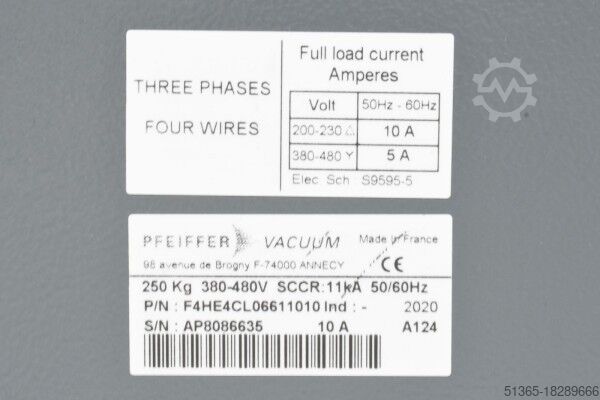 THREE PHASES
FOUR WIRES
Full load current
Amperes
Volt 50Hz - 60Hz
200-230 △ 10 A
380-480 Y 5 A
Elec Sch : S9595-5
PFEIFFER VACUUM Made in France
98 avenue de Brogny F-74000 ANNECY CE
250 Kg 380-480V SCCR:11kA 50/60Hz
P/N : F4HE4CL06611010 Ind : - 2020
S/N : AP8086635 10 A A124
51365-18289666